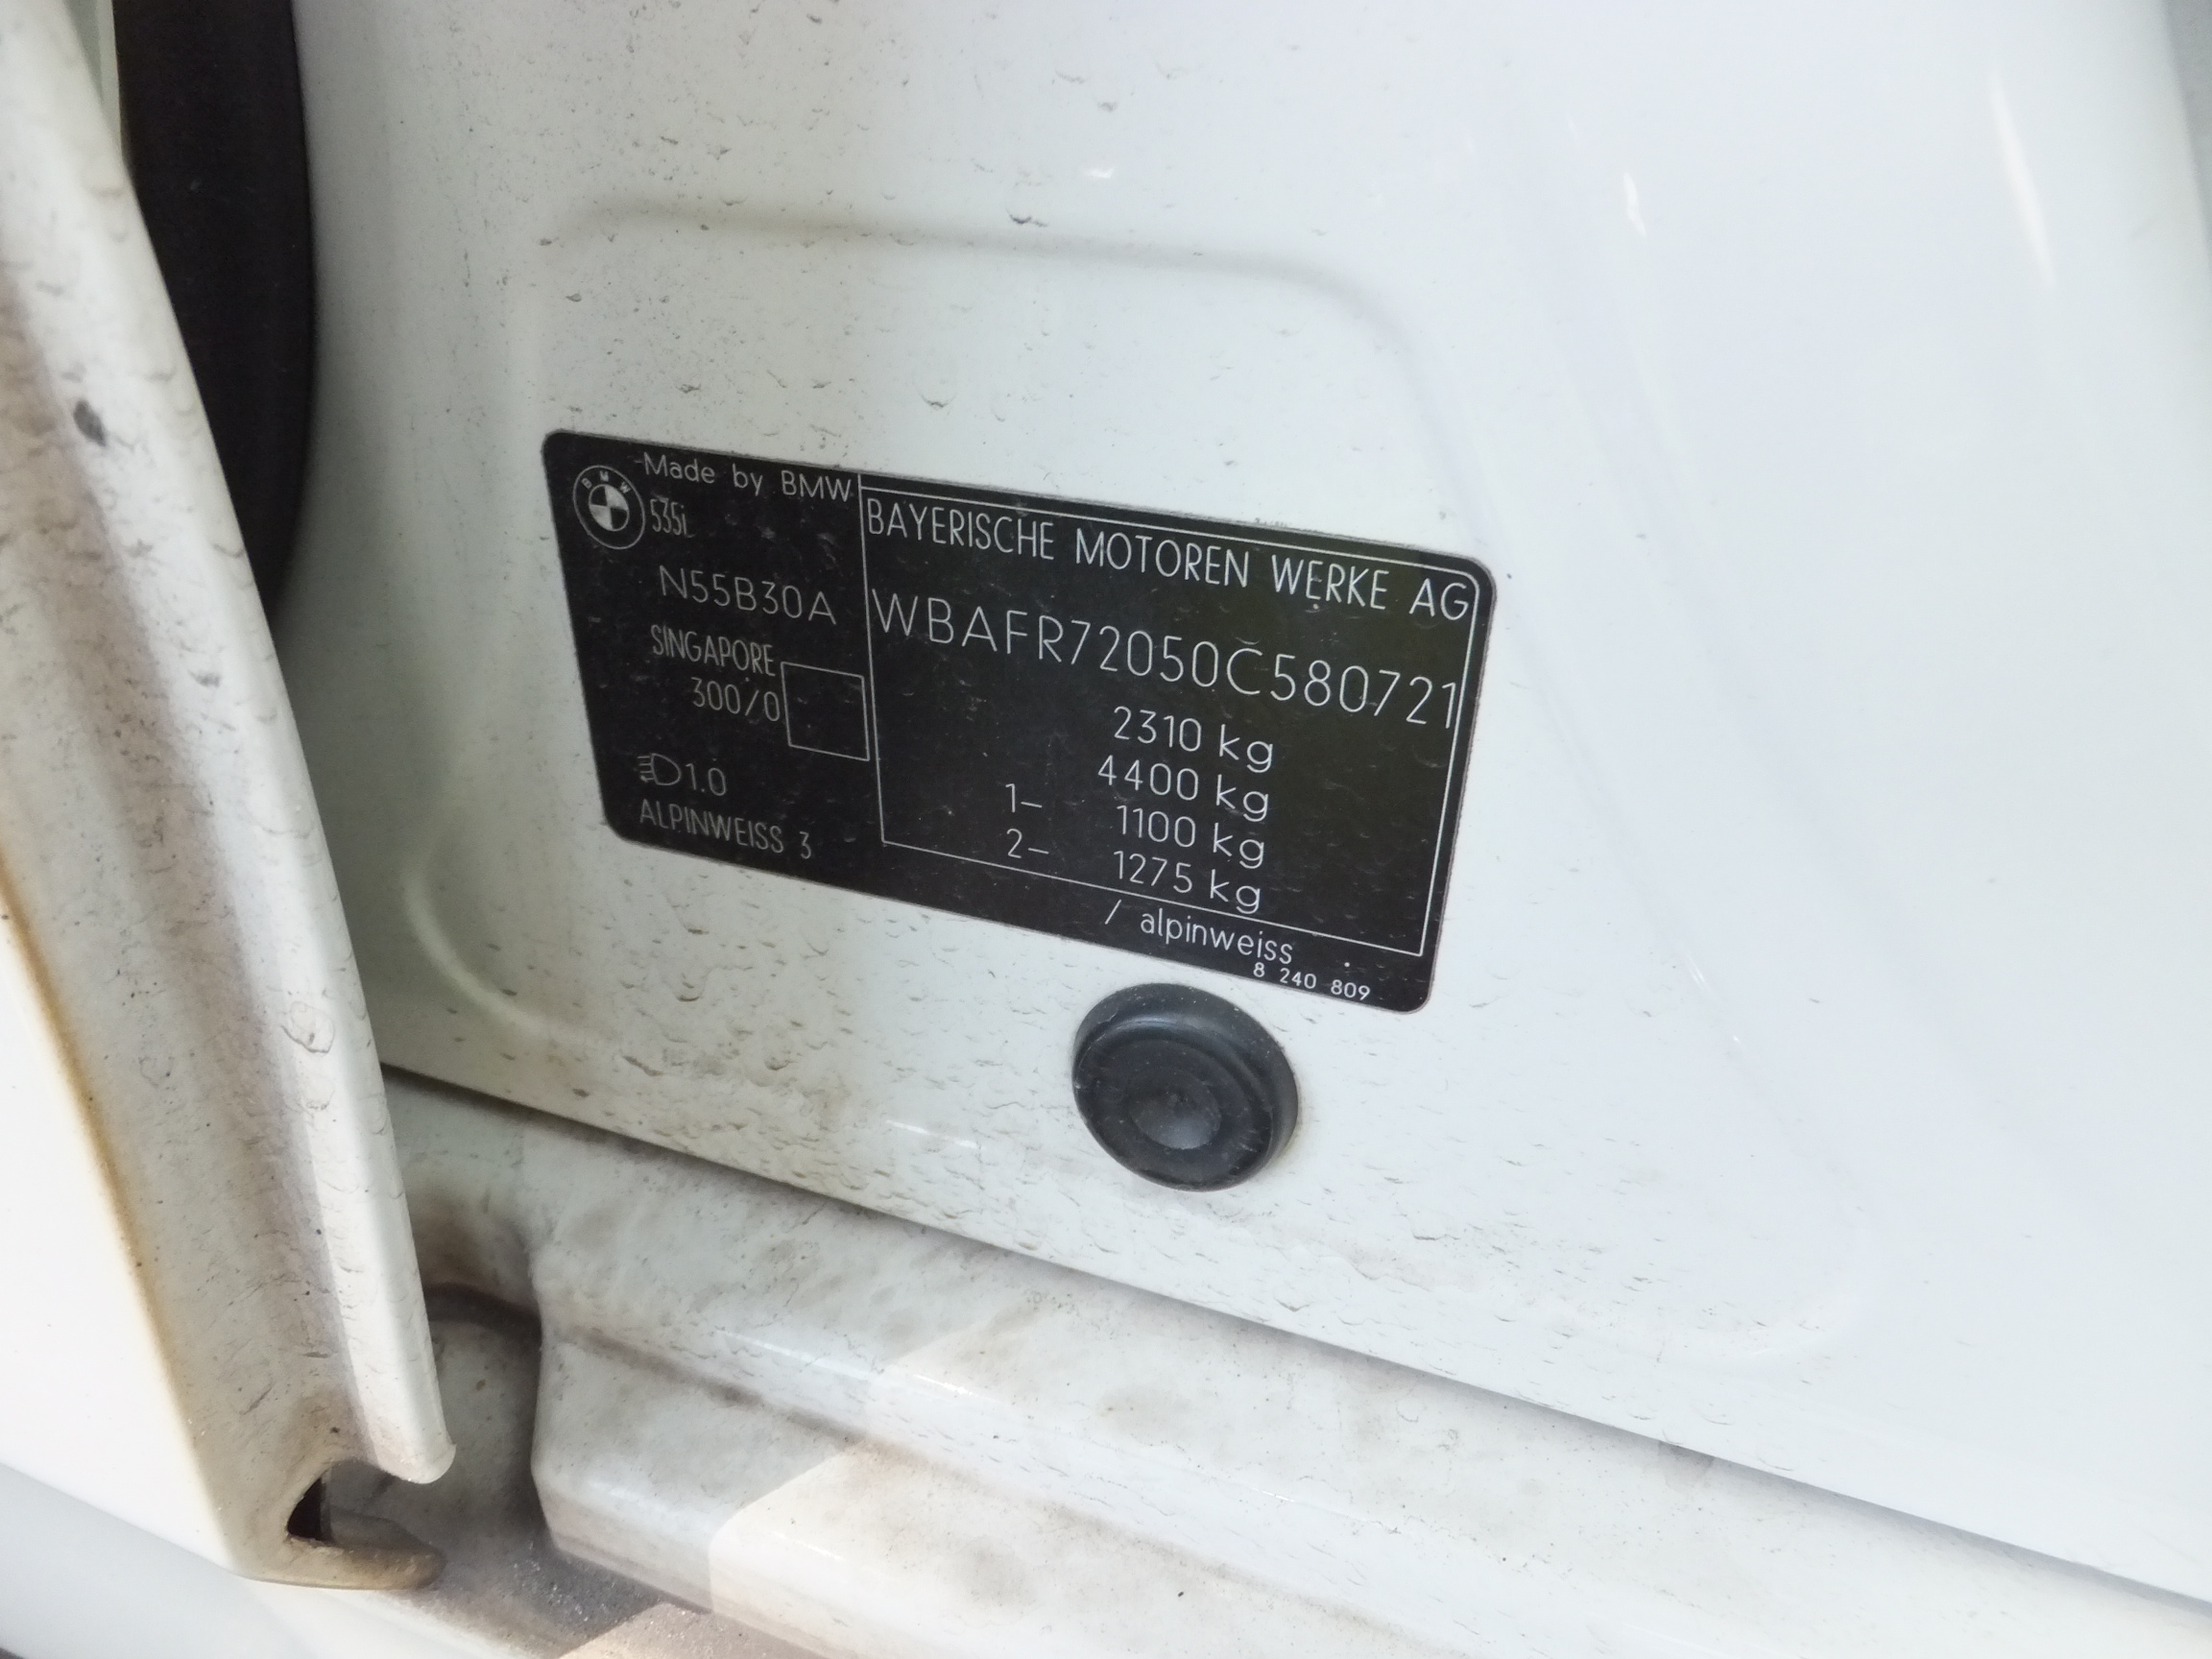 BMW
Made by BMW
535i
N55B30A
SINGAPORE
300/0
1.0
ALPINWEISS 3
BAYERISCHE MOTOREN WERKE AG
WBAFR72050C580721
2310 kg
4400 kg
1- 1100 kg
2- 1275 kg
/ alpinweiss
8 240 809